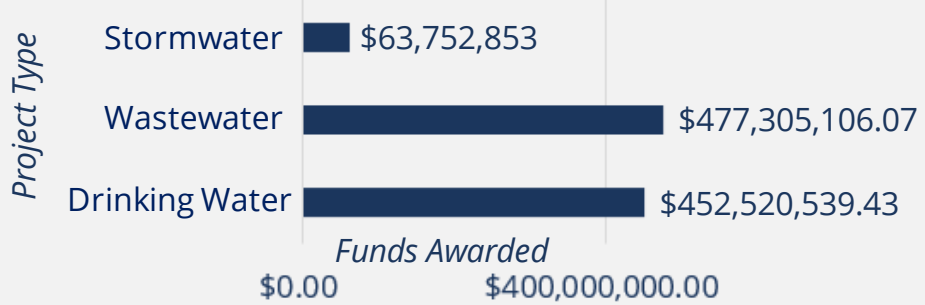 Project Type
Stormwater $63,752,853
Wastewater $477,305,106.07
Drinking Water $452,520,539.43
Funds Awarded
$0.00 $400,000,000.00